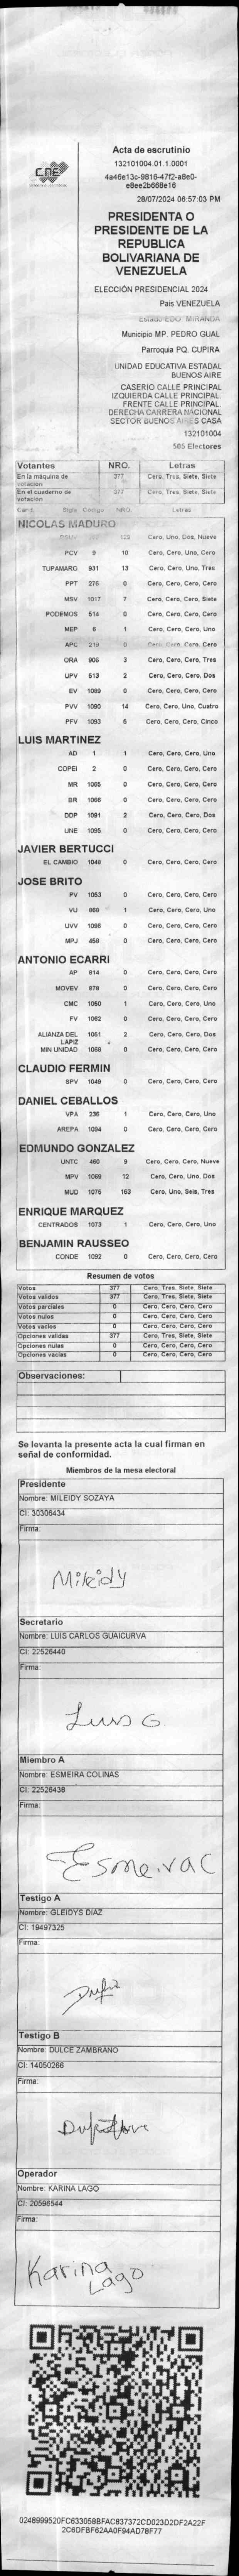 CNE
Acta de escrutinio
132101004.01.1.0001
4a46e13c-9816-47f2-a8e0-
e8ee2b668e16
28/07/2024 06:57:03 PM
PRESIDENTA O
PRESIDENTE DE LA
REPUBLICA
BOLIVARIANA DE
VENEZUELA
ELECCIÓN PRESIDENCIAL 2024
Pais VENEZUELA
Estado EDO. MIRANDA
Municipio MP. PEDRO GUAL
Parroquia PQ. CUPIRA
UNIDAD EDUCATIVA ESTADAL
BUENOS AIRE
CASERIO CALLE PRINCIPAL
IZQUIERDA CALLE PRINCIPAL.
FRENTE CALLE PRINCIPAL
DERECHA CARRERA NACIONAL
SECTOR BUENOS AIRES CASA
132101004
505 Electores
Votantes NRO. Letras
En la maquina de votacion 377 Cero, Tres, Siete, Siete
En el cuaderno de votación 377 Cero, Tres, Siete, Siete
Cand. Sigla Codigo NRO. Letras
NICOLAS MADURO
129 Cero, Uno, Dos, Nueve
PCV 9 10 Cero, Cero, Uno, Cero
TUPAMARO 931 13 Cero, Cero, Uno, Tres
PPT 276 0 Cero, Cero, Cero, Cero
MSV 1017 7 Cero, Cero, Cero, Siete
PODEMOS 514 0 Cero, Cero, Cero, Cero
MEP 6 1 Cero, Cero, Cero, Uno
APC 219 0 Cero, Cero, Cero, Cero
ORA 906 3 Cero, Cero, Cero, Tres
UPV 513 2 Cero, Cero, Cero, Dos
EV 1089 0 Cero, Cero, Cero, Cero
PVV 1090 14 Cero, Cero, Uno, Cuatro
PFV 1093 5 Cero, Cero, Cero, Cinco
LUIS MARTINEZ
AD 1 1 Cero, Cero, Cero, Uno
COPEI 2 0 Cero, Cero, Cero, Cero
MR 1065 0 Cero, Cero, Cero, Cero
BR 1066 0 Cero, Cero, Cero, Cero
DDP 1091 2 Cero, Cero, Cero, Dos
UNE 1095 0 Cero, Cero, Cero, Cero
JAVIER BERTUCCI
EL CAMBIO 1048 0 Cero, Cero, Cero, Cero
JOSE BRITO
PV 1053 0 Cero, Cero, Cero, Cero
VU 868 1 Cero, Cero, Cero, Uno
UVV 1096 0 Cero, Cero, Cero, Cero
MPJ 456 0 Cero, Cero, Cero, Cero
ANTONIO ECARRI
AP 814 0 Cero, Cero, Cero, Cero
MOVEV 978 0 Cero, Cero, Cero, Cero
CMC 1050 1 Cero, Cero, Cero, Uno
FV 1062 0 Cero, Cero, Cero, Cero
ALIANZA DEL LAPIZ 1051 2 Cero, Cero, Cero, Dos
MIN UNIDAD 1068 0 Cero, Cero, Cero, Cero
CLAUDIO FERMIN
SPV 1049 0 Cero, Cero, Cero, Cero
DANIEL CEBALLOS
VPA 236 1 Cero, Cero, Cero, Uno
AREPA 1094 0 Cero, Cero, Cero, Cero
EDMUNDO GONZALEZ
UNTC 460 9 Cero, Cero, Cero, Nueve
MPV 1069 12 Cero, Cero, Uno, Dos
MUD 1075 163 Cero, Uno, Seis, Tres
ENRIQUE MARQUEZ
CENTRADOS 1073 1 Cero, Cero, Cero, Uno
BENJAMIN RAUSSEO
CONDE 1092 0 Cero, Cero, Cero, Cero
Resumen de votos
Votos 377 Cero, Tres, Siete, Siete
Votos validos 377 Cero, Tres, Siete, Siete
Votos parciales 0 Cero, Cero, Cero, Cero
Votos nulos 0 Cero, Cero, Cero, Cero
Votos vacios 0 Cero, Cero, Cero, Cero
Opciones validas 377 Cero, Tres, Siete, Siete
Opciones nulas 0 Cero, Cero, Cero, Cero
Opciones vacias 0 Cero, Cero, Cero, Cero
Observaciones:
Se levanta la presente acta la cual firman en
señal de conformidad.
Miembros de la mesa electoral
Presidente
Nombre: MILEIDY SOZAYA
CI: 30306434
Firma:
Mileidy
Secretario
Nombre: LUIS CARLOS GUAICURVA
CI: 22526440
Firma:
Luis G
Miembro A
Nombre: ESMEIRA COLINAS
CI: 22526438
Firma:
Esmeira C
Testigo A
Nombre: GLEIDYS DIAZ
CI: 19497325
Firma:
Testigo B
Nombre: DULCE ZAMBRANO
CI: 14050266
Firma:
Operador
Nombre: KARINA LAGO
CI: 20596544
Firma:
Karina
Lago
0248999520FC633058BFAC837372CD023D2DF2A22F
2C6DFBF62AA0F94AD78F77